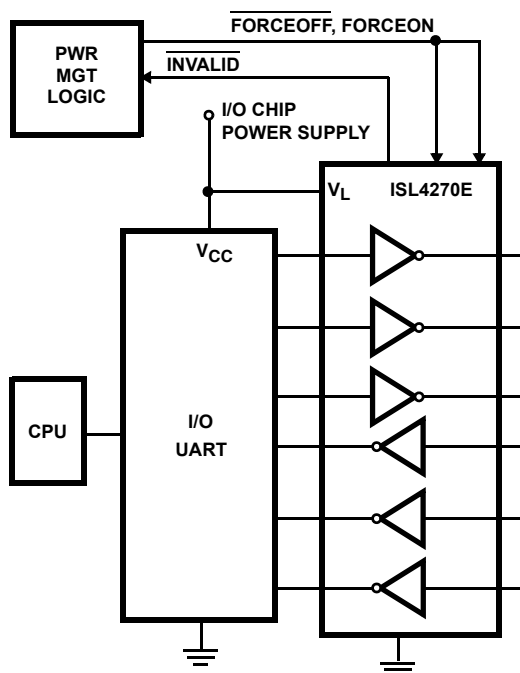 FORCEOFF, FORCEON
PWR
MGT
LOGIC
INVALID
I/O CHIP
POWER SUPPLY
VL
ISL4270E
VCC
CPU
I/O
UART